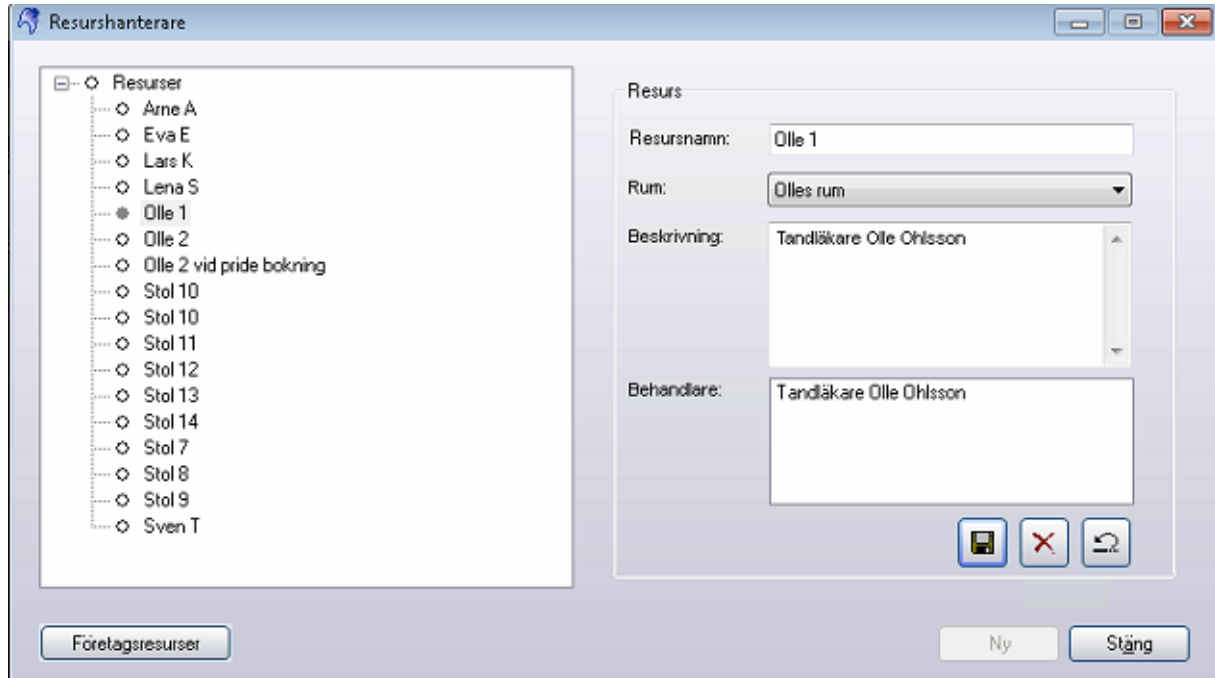 Resurshanterare
Resurser
Arne A
Eva E
Lars K
Lena S
Olle 1
Olle 2
Olle 2 vid pride bokning
Stol 10
Stol 10
Stol 11
Stol 12
Stol 13
Stol 14
Stol 7
Stol 8
Stol 9
Sven T
Resurs
Resursnamn: Olle 1
Rum: Olles rum
Beskrivning: Tandläkare Olle Ohlsson
Behandlare: Tandläkare Olle Ohlsson
Företagsresurser
Ny
Stäng